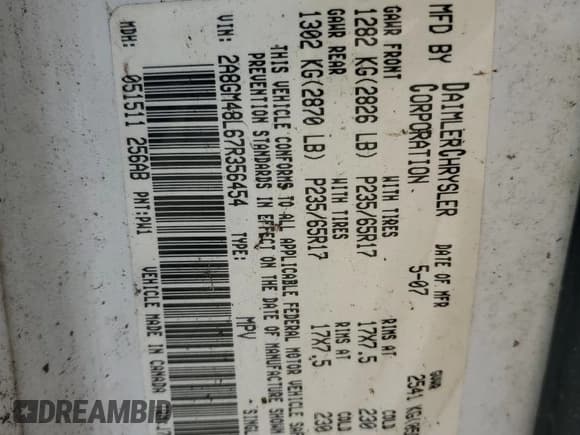 MFD BY DAIMLERCHRYSLER CORPORATION
DATE OF MFR 5-07
GVWR 2541 KG
GAWR FRONT WITH TIRES RIMS AT COLD
1282 KG(2826 LB) P235/65R17 17X7.5 230
GAWR REAR WITH TIRES RIMS AT COLD
1302 KG(2870 LB) P235/65R17 17X7.5 230
THIS VEHICLE CONFORMS TO ALL APPLICABLE FEDERAL MOTOR VEHICLE
PREVENTION STANDARDS IN EFFECT ON THE DATE OF MANUFACTURE SHOWN
VIN: 2A8GM48L67R356454 TYPE: MPV
MDH: 051511 256AB PNT:PW1 VEHICLE MADE IN CANADA
DREAMBID